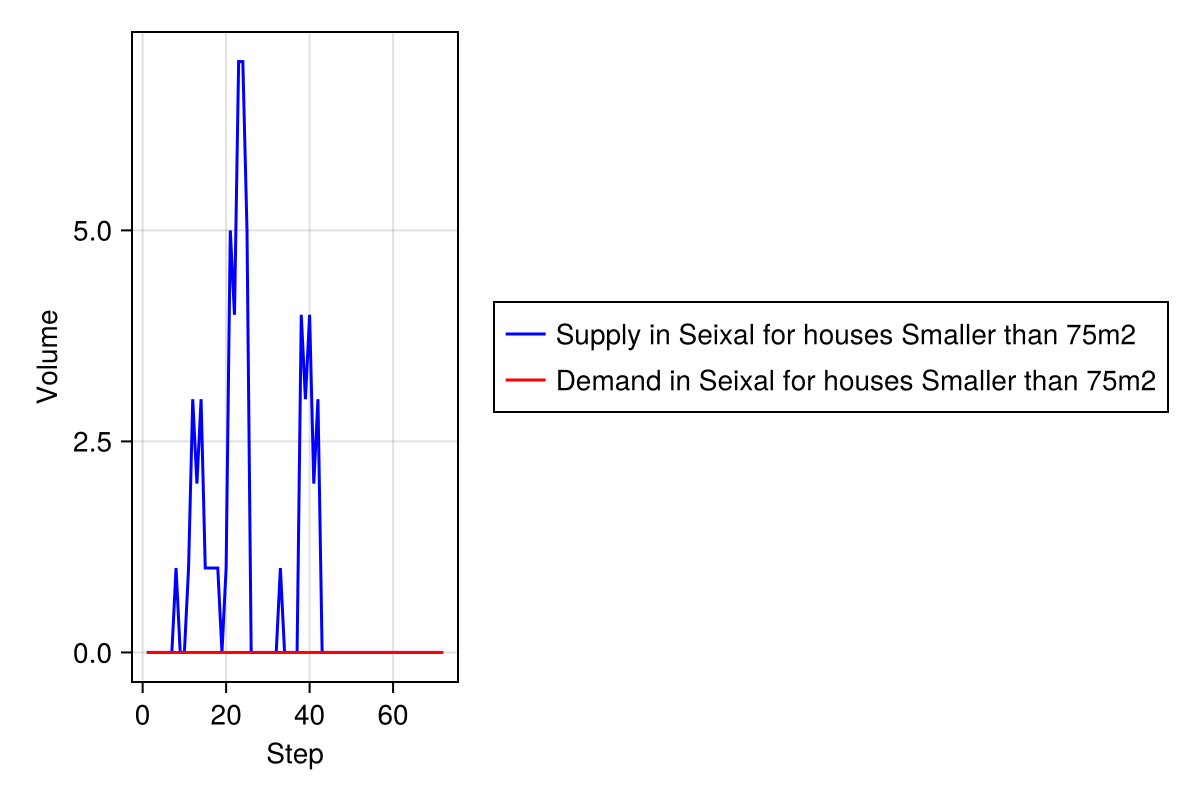 Volume
5.0
2.5
0.0
0 20 40 60
Step
Supply in Seixal for houses Smaller than 75m2
Demand in Seixal for houses Smaller than 75m2